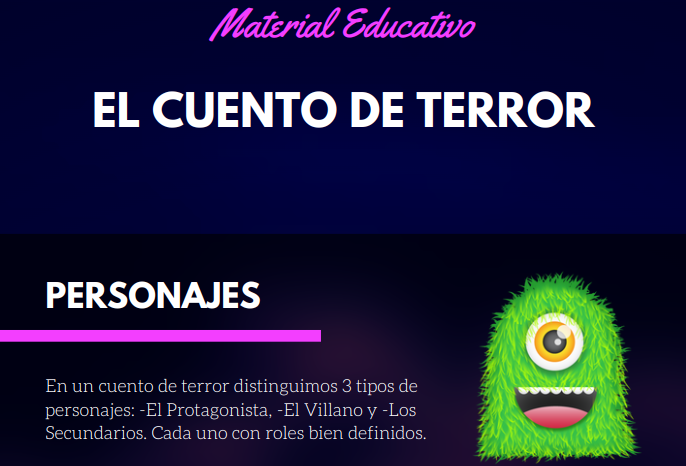 Material Educativo
EL CUENTO DE TERROR
PERSONAJES
En un cuento de terror distinguimos 3 tipos de
personajes: -El Protagonista, -El Villano y -Los
Secundarios. Cada uno con roles bien definidos.